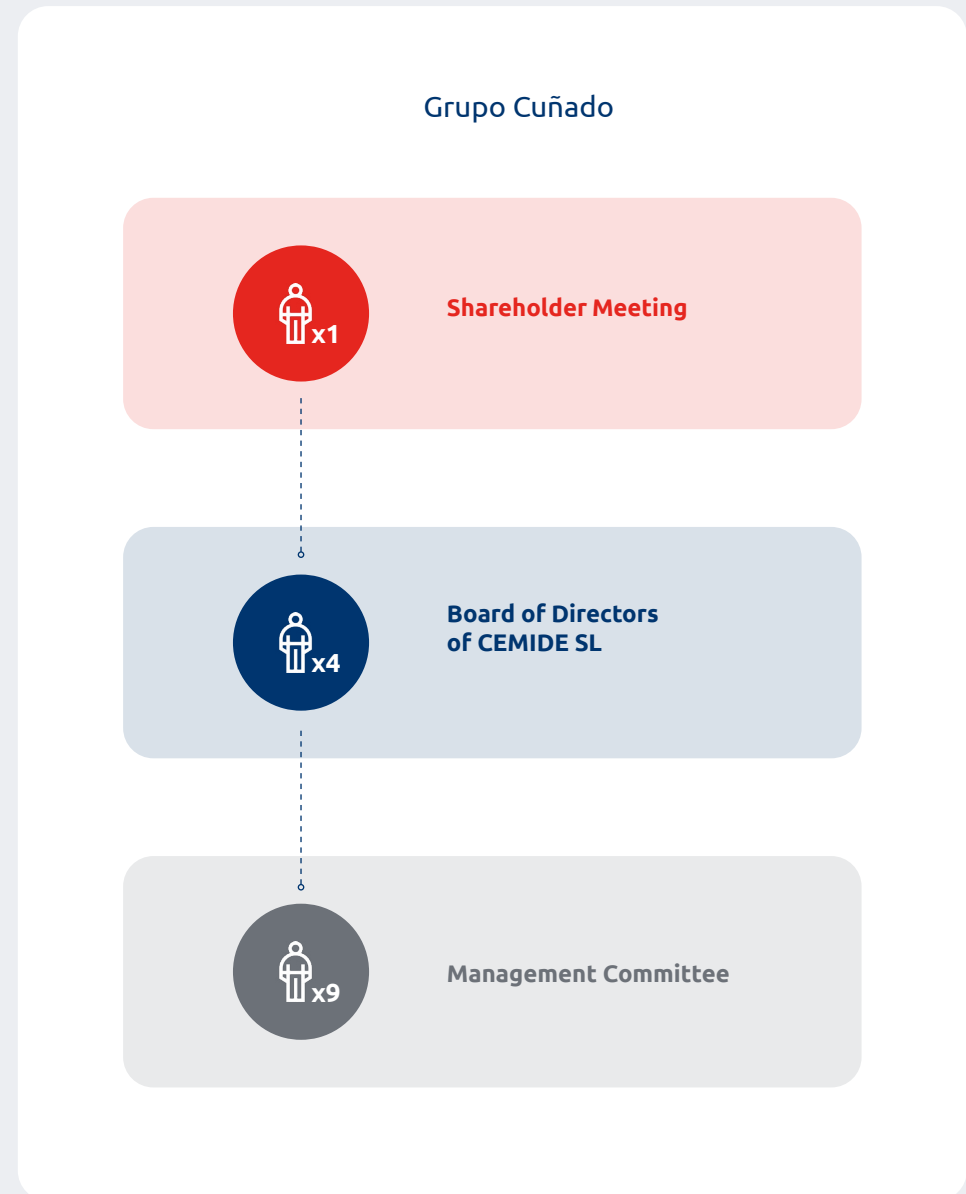 Grupo Cuñado
x1
Shareholder Meeting
x4
Board of Directors
of CEMIDE SL
x9
Management Committee